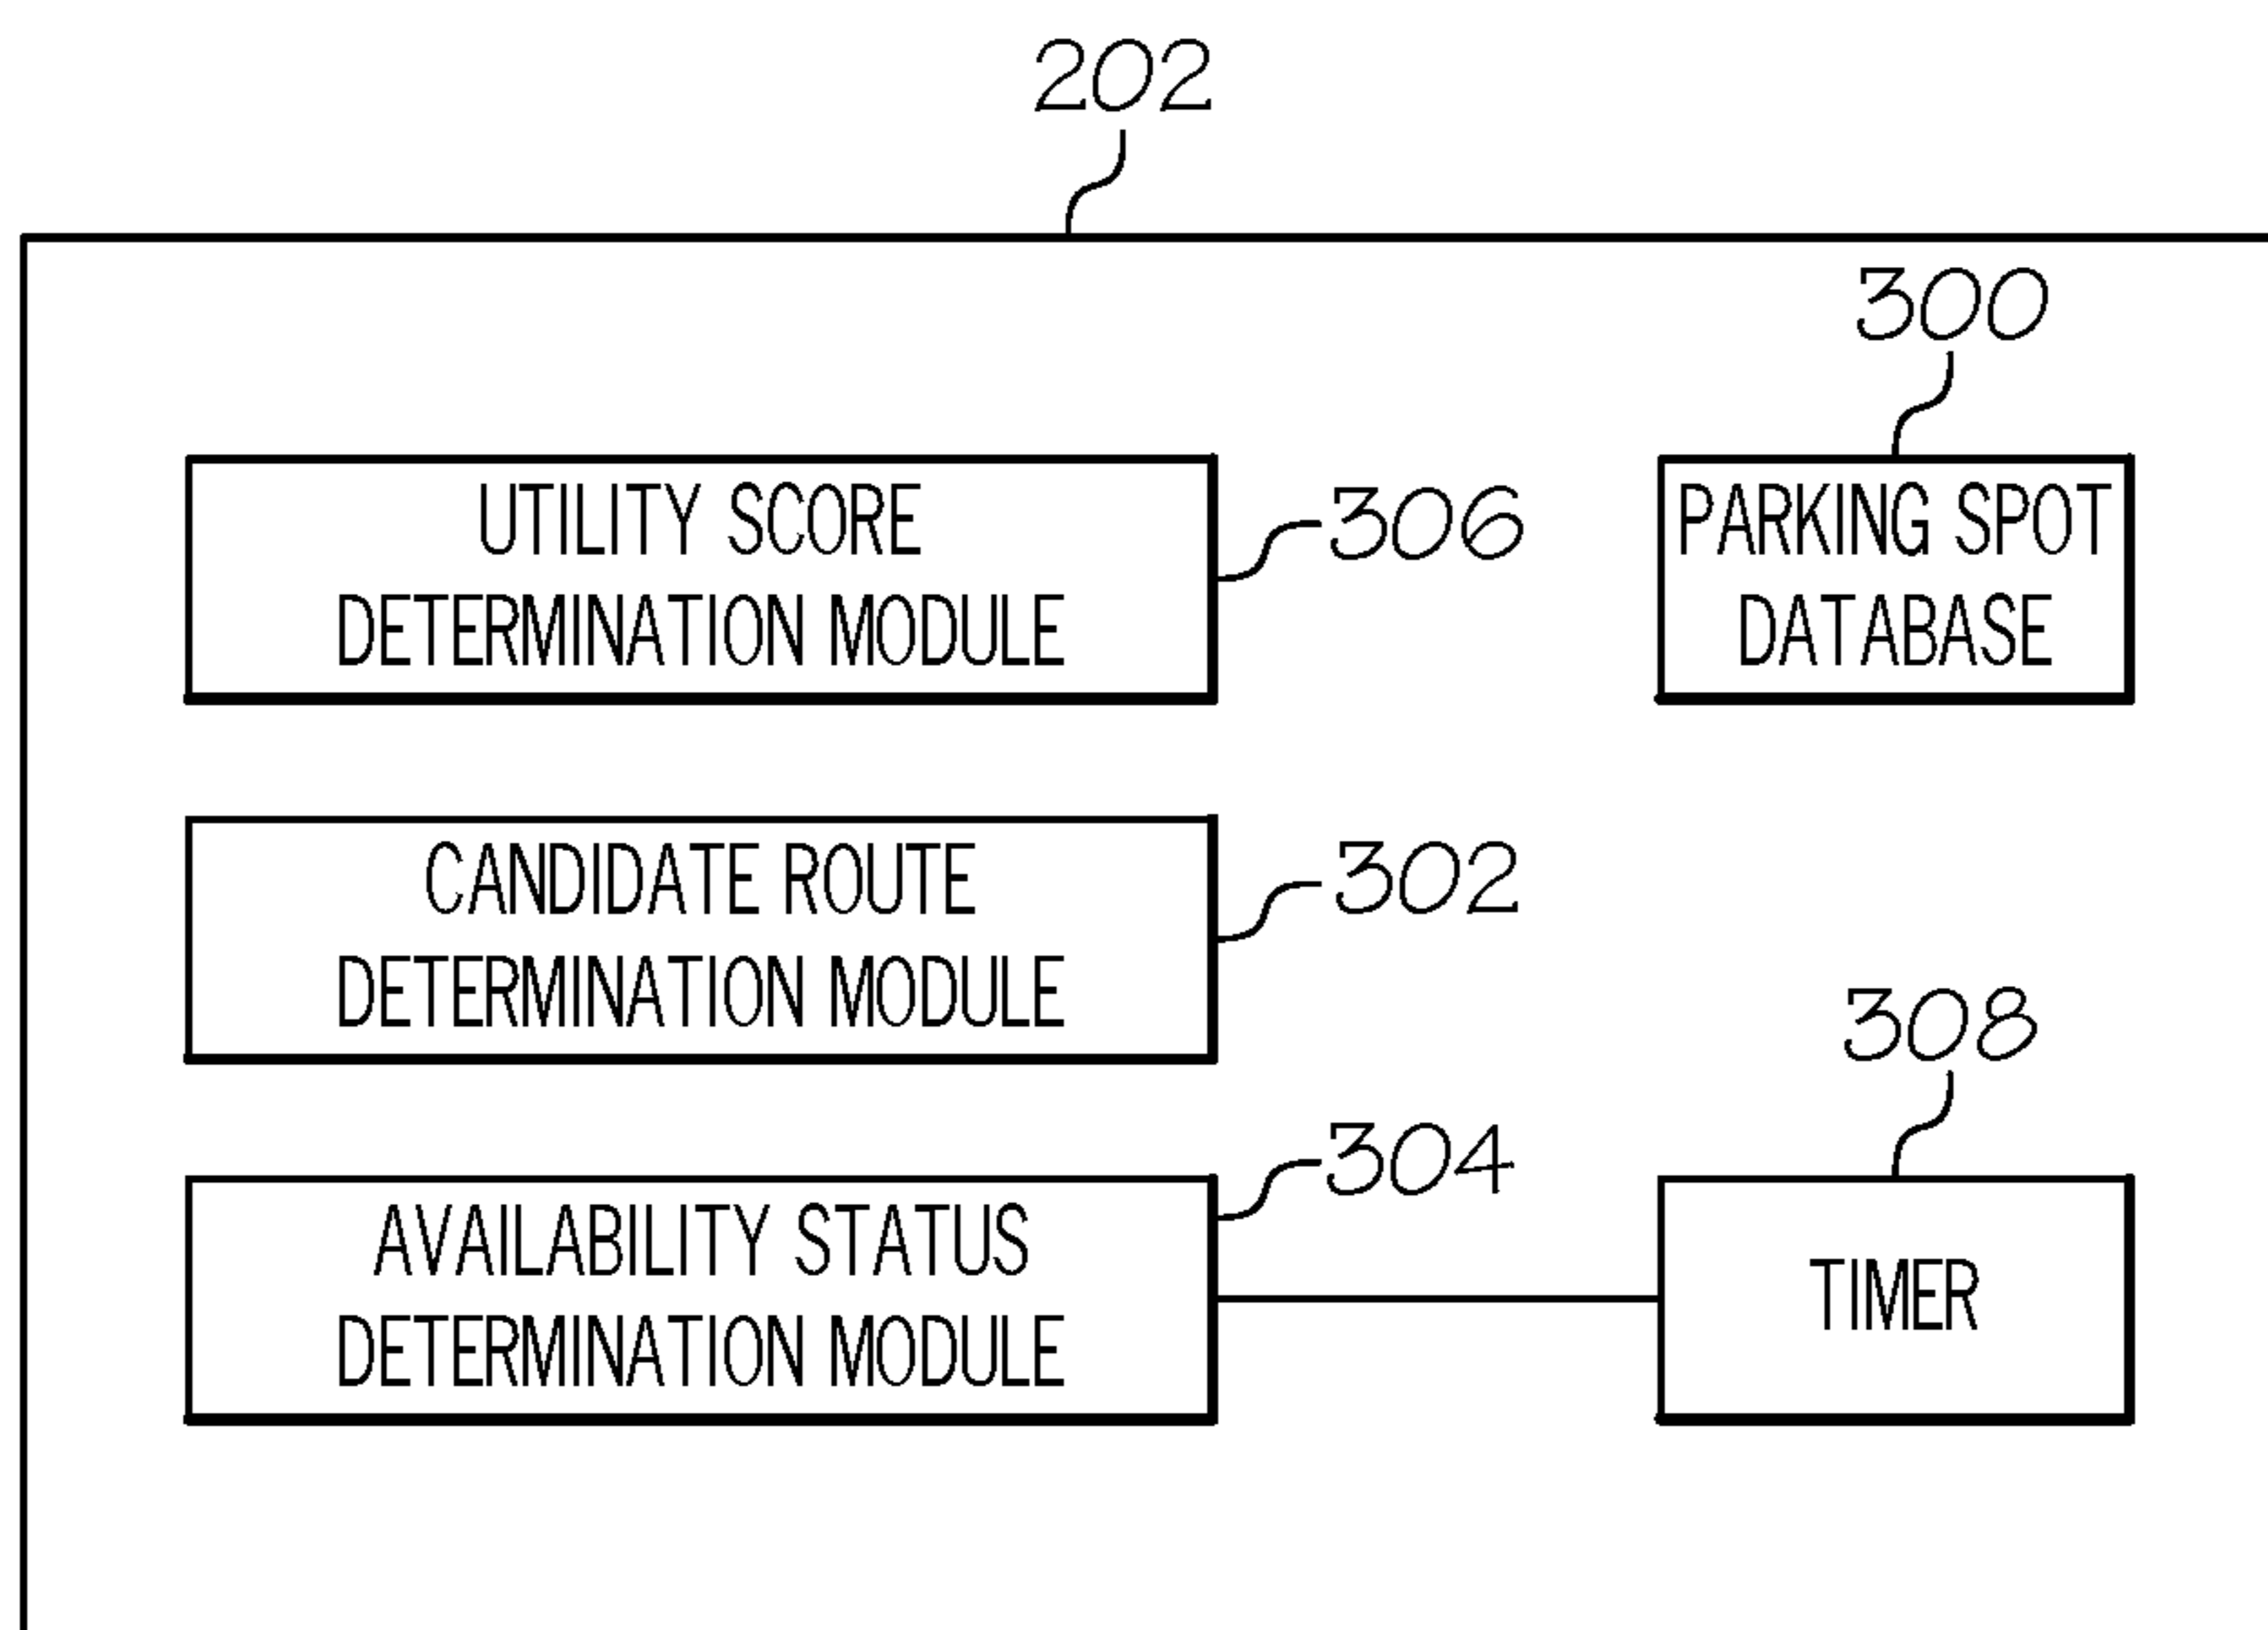 202
300
UTILITY SCORE
DETERMINATION MODULE
306
PARKING SPOT
DATABASE
CANDIDATE ROUTE
DETERMINATION MODULE
302
308
304
AVAILABILITY STATUS
DETERMINATION MODULE
TIMER